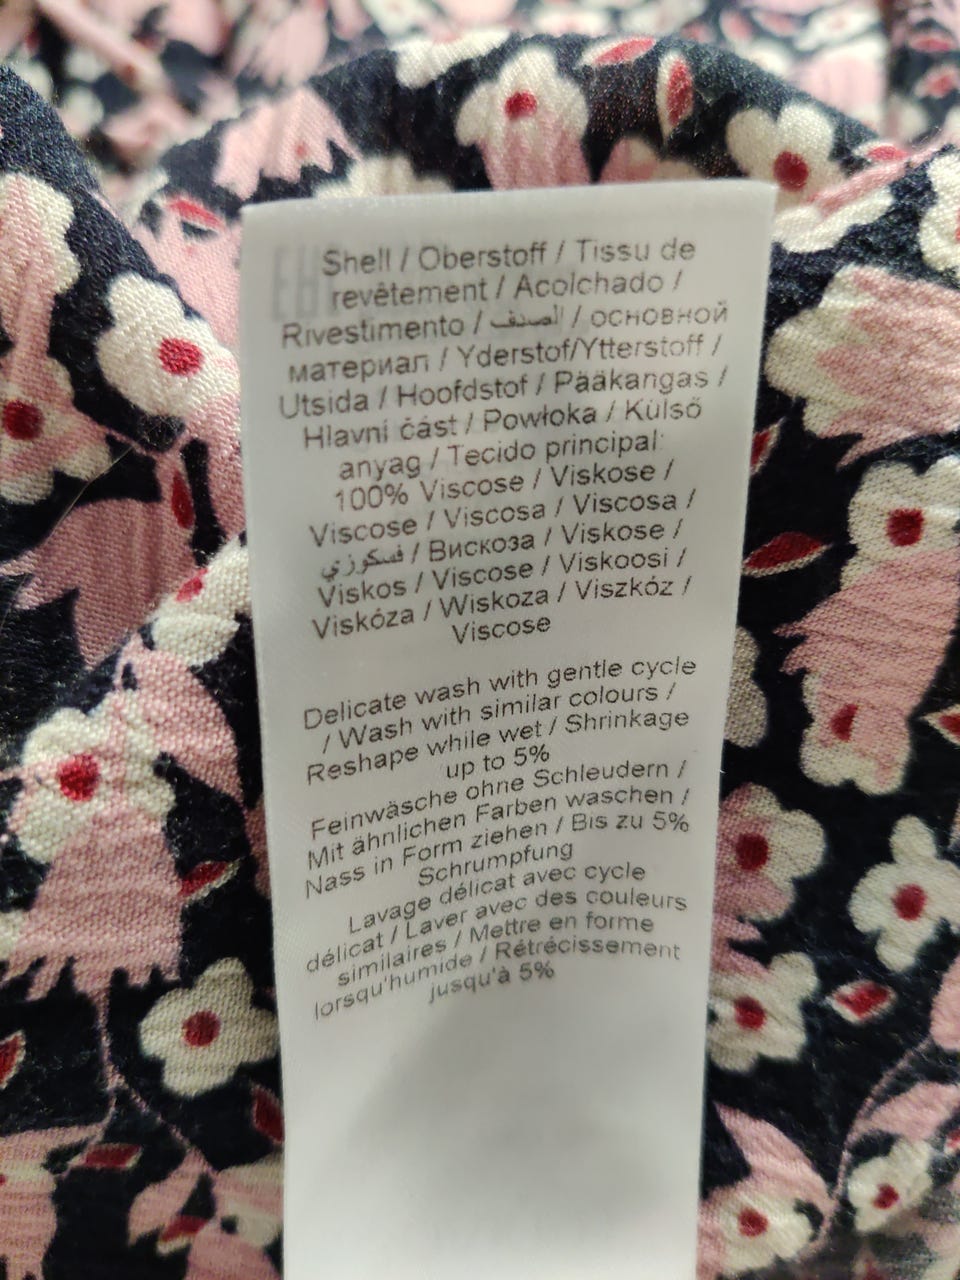 Shell / Oberstoff / Tissu de
revêtement / Acolchado /
Rivestimento / الصدف / основной
материал / Yderstof/Ytterstoff /
Utsida / Hoofdstof / Pääkangas /
Hlavní část / Powłoka / Külső
anyag / Tecido principal:
100% Viscose / Viskose /
Viscose / Viscosa / Viscosa /
فسكوزي / Вискоза / Viskose /
Viskos / Viscose / Viskoosi /
Viskóza / Wiskoza / Viszkóz /
Viscose
Delicate wash with gentle cycle
/ Wash with similar colours /
Reshape while wet / Shrinkage
up to 5%
Feinwäsche ohne Schleudern /
Mit ähnlichen Farben waschen /
Nass in Form ziehen / Bis zu 5%
Schrumpfung
Lavage délicat avec cycle
délicat / Laver avec des couleurs
similaires / Mettre en forme
lorsqu'humide / Rétrécissement
jusqu'à 5%